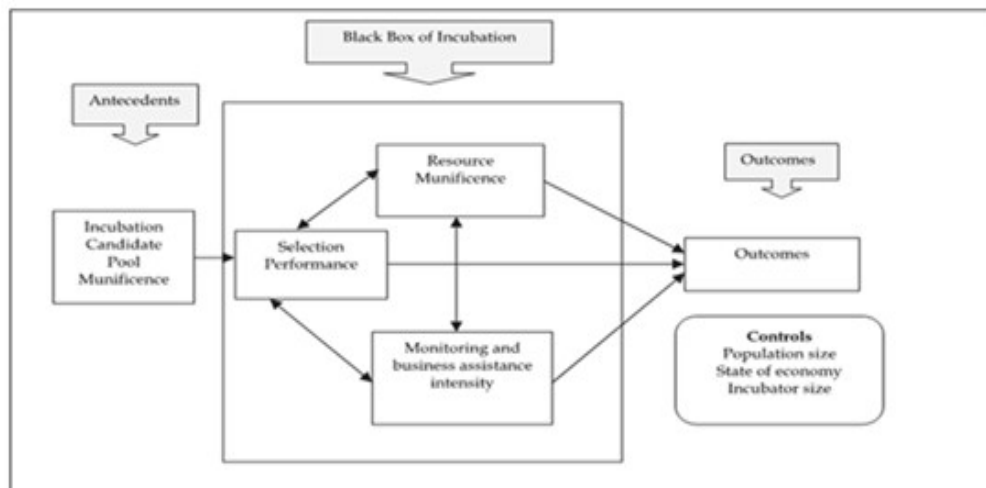 Black Box of Incubation
Antecedents
Resource
Munificence
Outcomes
Incubation
Candidate
Pool
Munificence
Selection
Performance
Outcomes
Monitoring and
business assistance
intensity
Controls
Population size
State of economy
Incubator size